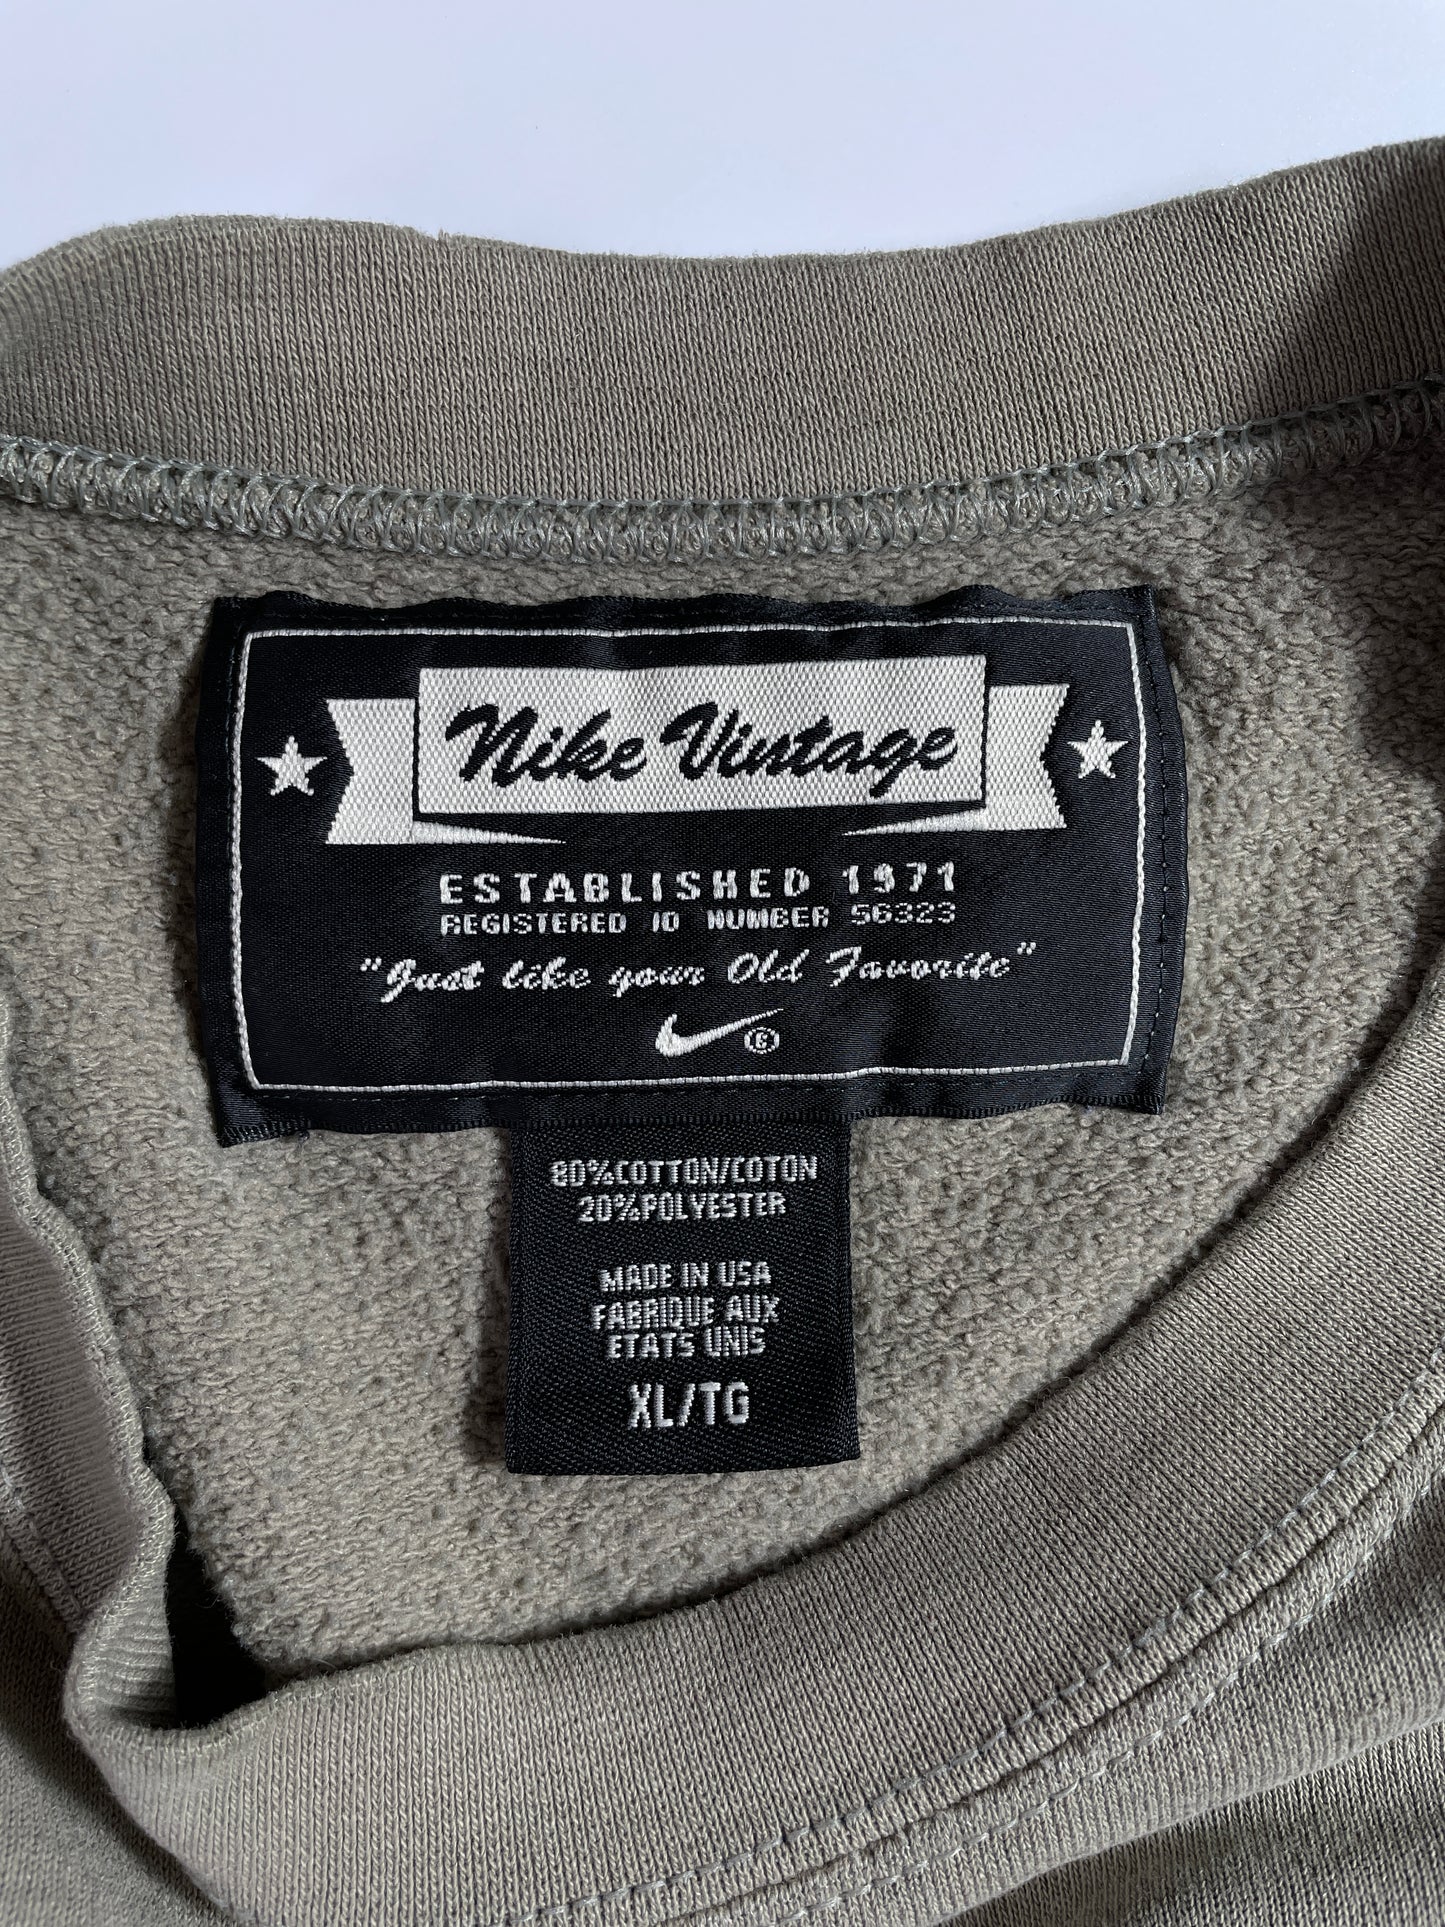 Nike Vintage
ESTABLISHED 1971
REGISTERED ID NUMBER 56323
"Just like your Old Favorite"
80%COTTON/COTON
20%POLYESTER
MADE IN USA
FABRIQUE AUX
ETATS UNIS
XL/TG